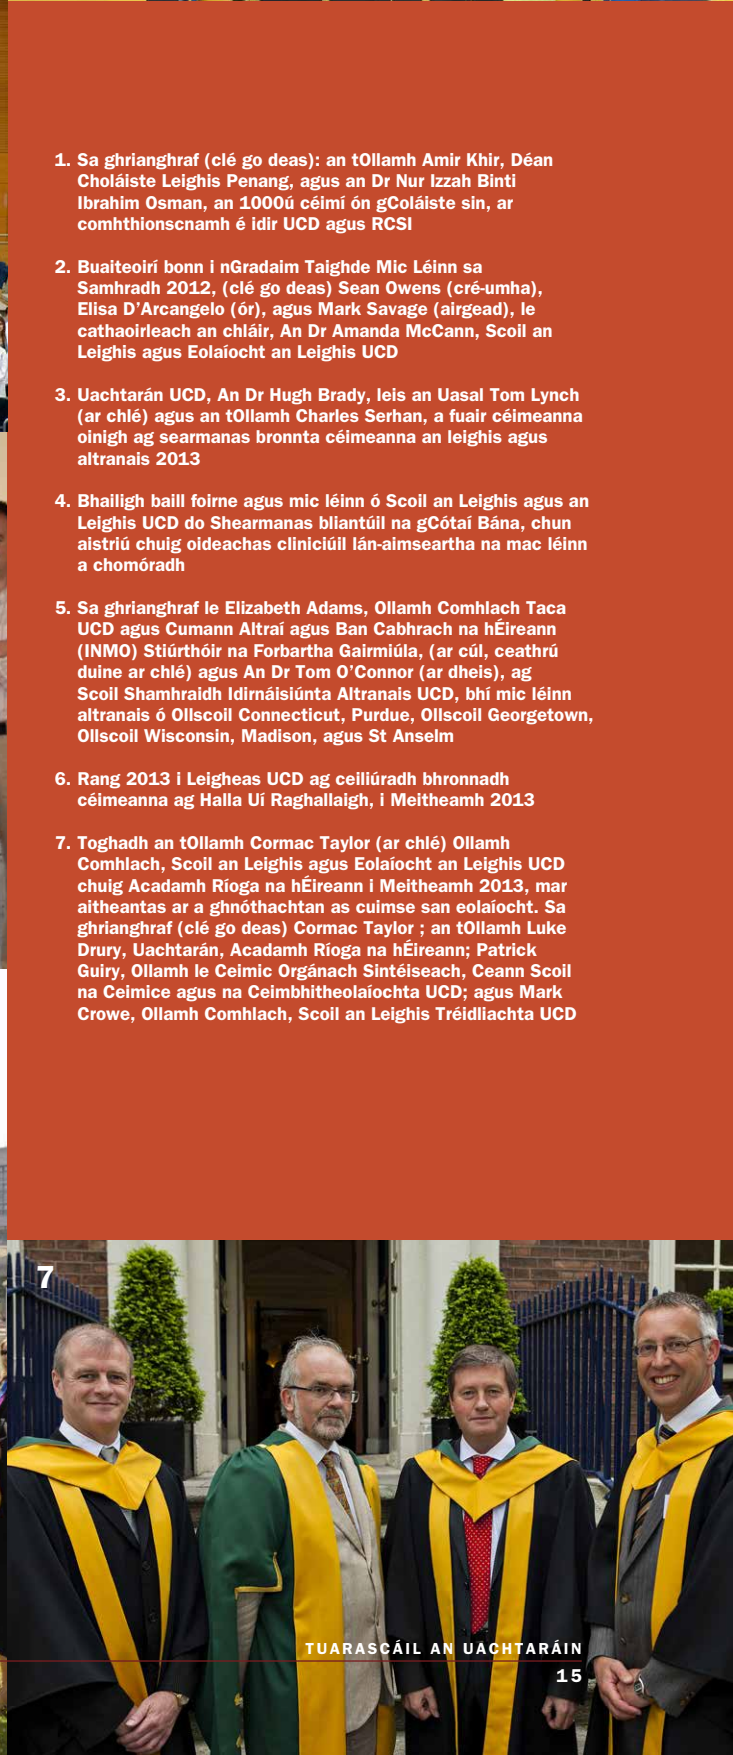 1. Sa ghrianghraf (clé go deas): an tOllamh Amir Khir, Déan
Choláiste Leighis Penang, agus an Dr Nur Izzah Binti
Ibrahim Osman, an 1000ú céimí ón gColáiste sin, ar
comhthionscnamh é idir UCD agus RCSI
2. Buaiteoirí bonn i nGradaim Taighde Mic Léinn sa
Samhradh 2012, (clé go deas) Sean Owens (cré-umha),
Elisa D’Arcangelo (ór), agus Mark Savage (airgead), le
cathaoirleach an chláir, An Dr Amanda McCann, Scoil an
Leighis agus Eolaíocht an Leighis UCD
3. Uachtarán UCD, An Dr Hugh Brady, leis an Uasal Tom Lynch
(ar chlé) agus an tOllamh Charles Serhan, a fuair céimeanna
oinigh ag searmanas bronnta céimeanna an leighis agus
altranais 2013
4. Bhailigh baill foirne agus mic léinn ó Scoil an Leighis agus an
Leighis UCD do Shearmanas bliantúil na gCótaí Bána, chun
aistriú chuig oideachas cliniciúil lán-aimseartha na mac léinn
a chomóradh
5. Sa ghrianghraf le Elizabeth Adams, Ollamh Comhlach Taca
UCD agus Cumann Altraí agus Ban Cabhrach na hÉireann
(INMO) Stiúrthóir na Forbartha Gairmiúla, (ar cúl, ceathrú
duine ar chlé) agus An Dr Tom O’Connor (ar dheis), ag
Scoil Shamhraidh Idirnáisiúnta Altranais UCD, bhí mic léinn
altranais ó Ollscoil Connecticut, Purdue, Ollscoil Georgetown,
Ollscoil Wisconsin, Madison, agus St Anselm
6. Rang 2013 i Leigheas UCD ag ceiliúradh bhronnadh
céimeanna ag Halla Uí Raghallaigh, i Meitheamh 2013
7. Toghadh an tOllamh Cormac Taylor (ar chlé) Ollamh
Comhlach, Scoil an Leighis agus Eolaíocht an Leighis UCD
chuig Acadamh Ríoga na hÉireann i Meitheamh 2013, mar
aitheantas ar a ghnóthachtan as cuimse san eolaíocht. Sa
ghrianghraf (clé go deas) Cormac Taylor ; an tOllamh Luke
Drury, Uachtarán, Acadamh Ríoga na hÉireann; Patrick
Guiry, Ollamh le Ceimic Orgánach Sintéiseach, Ceann Scoil
na Ceimice agus na Ceimbhitheolaíochta UCD; agus Mark
Crowe, Ollamh Comhlach, Scoil an Leighis Tréidliachta UCD
7
TUARASCÁIL AN UACHTARÁIN
15